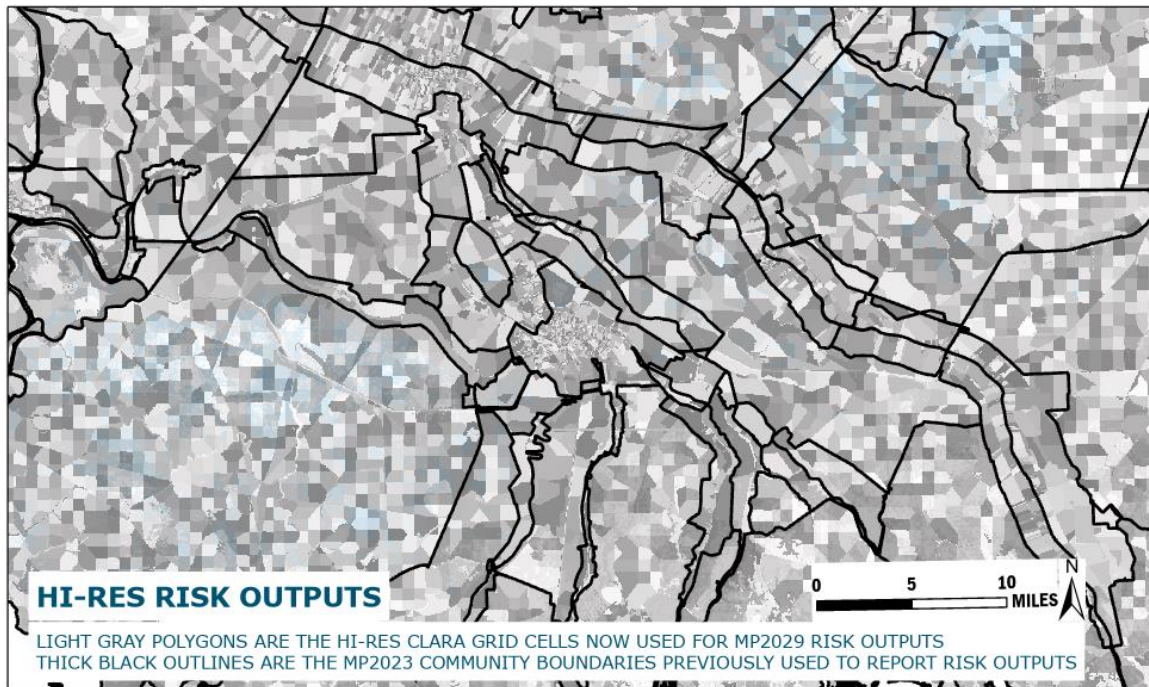 HI-RES RISK OUTPUTS
0 5 10
MILES
N
LIGHT GRAY POLYGONS ARE THE HI-RES CLARA GRID CELLS NOW USED FOR MP2029 RISK OUTPUTS
THICK BLACK OUTLINES ARE THE MP2023 COMMUNITY BOUNDARIES PREVIOUSLY USED TO REPORT RISK OUTPUTS